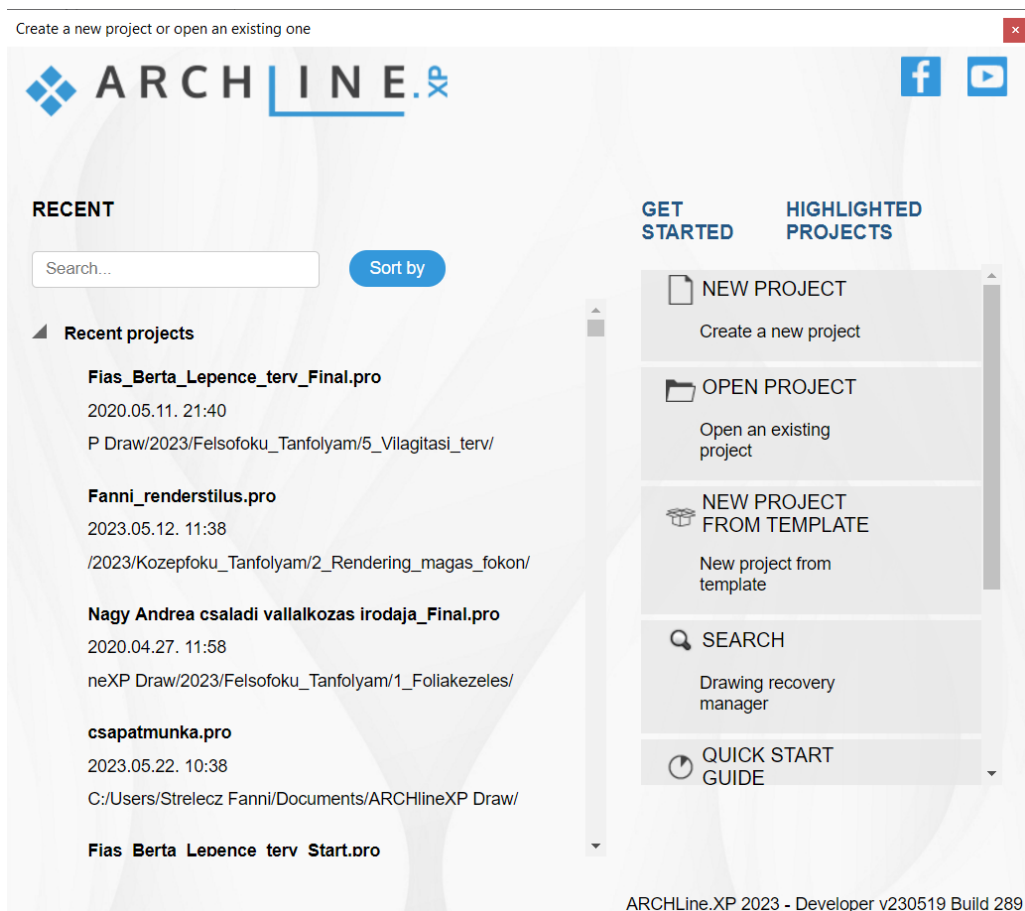 Create a new project or open an existing one
ARCHLINE.XP
RECENT
Search...
Sort by
Recent projects
Fias_Berta_Lepence_terv_Final.pro
2020.05.11. 21:40
P Draw/2023/Felsofoku_Tanfolyam/5_Vilagitasi_terv/
Fanni_renderstilus.pro
2023.05.12. 11:38
/2023/Kozepfoku_Tanfolyam/2_Rendering_magas_fokon/
Nagy Andrea csaladi vallalkozas irodaja_Final.pro
2020.04.27. 11:58
neXP Draw/2023/Felsofoku_Tanfolyam/1_Foliakezeles/
csapatmunka.pro
2023.05.22. 10:38
C:/Users/Strelecz Fanni/Documents/ARCHlineXP Draw/
Fias_Berta_Lepence_terv_Start.pro
GET
STARTED
HIGHLIGHTED
PROJECTS
NEW PROJECT
Create a new project
OPEN PROJECT
Open an existing
project
NEW PROJECT
FROM TEMPLATE
New project from
template
SEARCH
Drawing recovery
manager
QUICK START
GUIDE
ARCHLine.XP 2023 - Developer v230519 Build 289